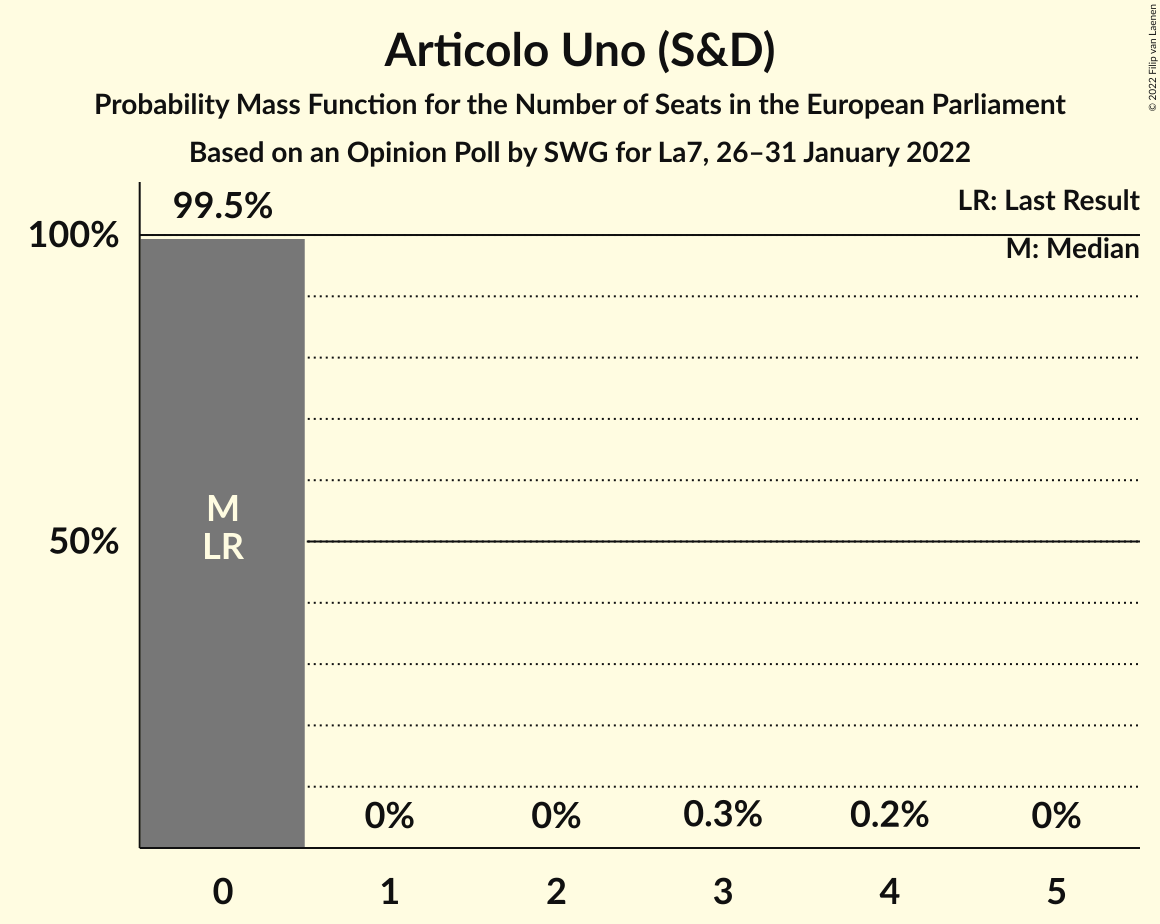 Articolo Uno (S&D)
Probability Mass Function for the Number of Seats in the European Parliament
Based on an Opinion Poll by SWG for La7, 26–31 January 2022
© 2022 Filip van Laenen
LR: Last Result
M: Median
99.5%
100%
50%
M
LR
0% 0% 0.3% 0.2% 0%
0 1 2 3 4 5